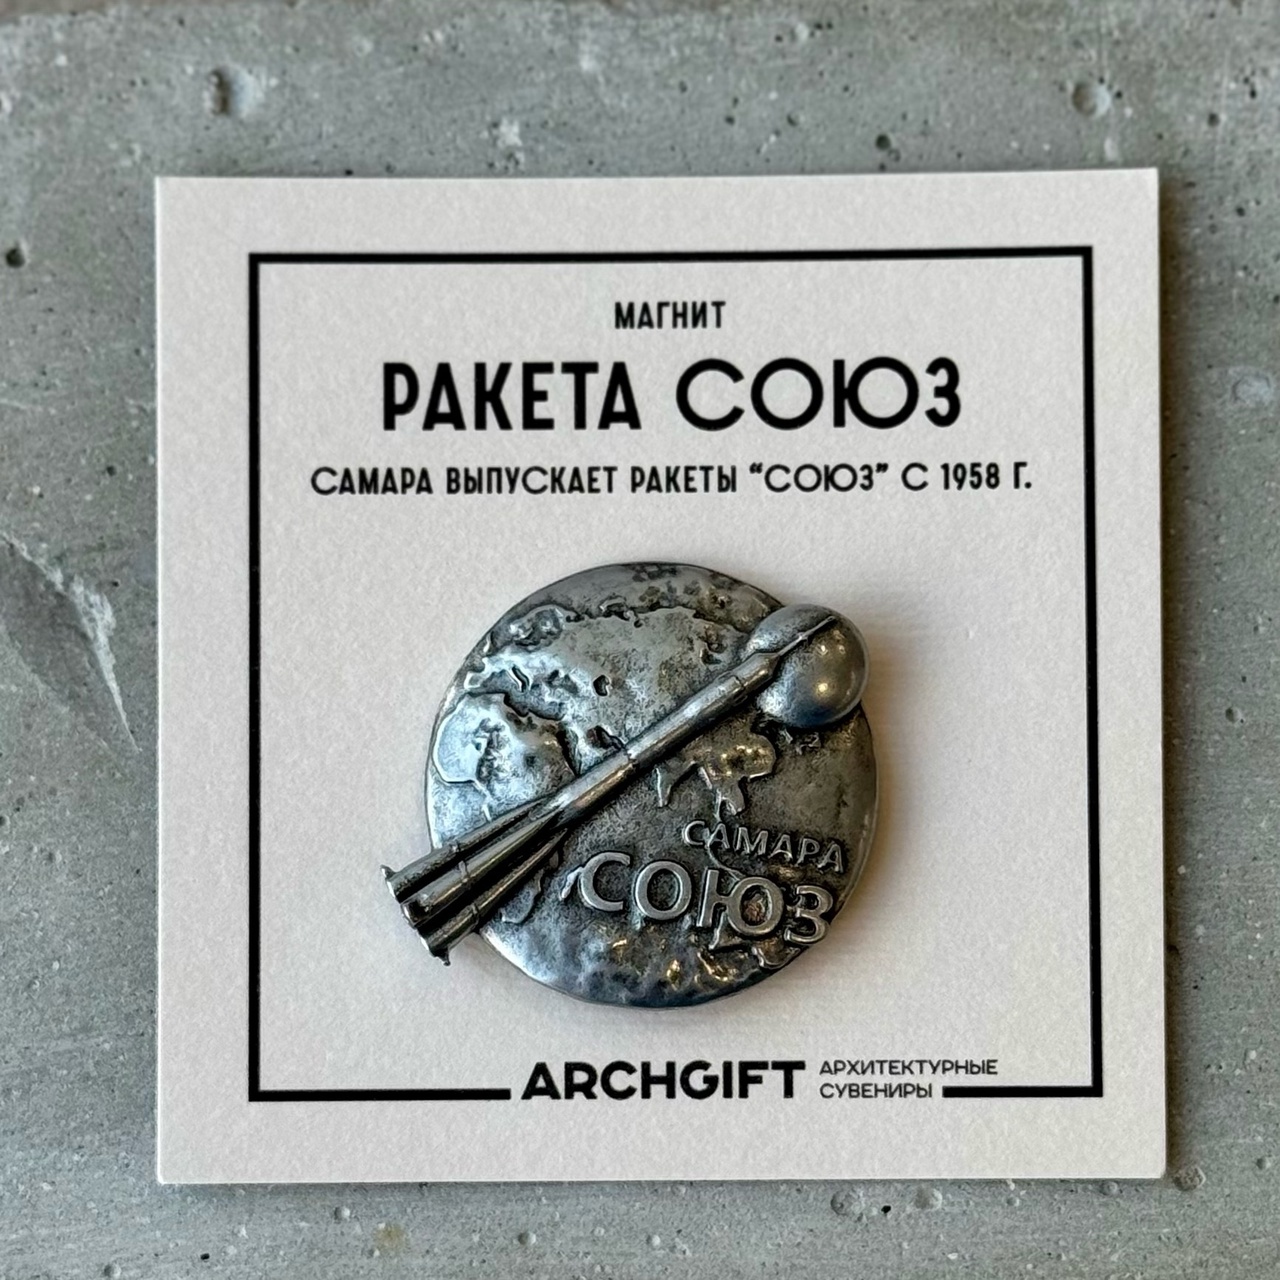 МАГНИТ
РАКЕТА СОЮЗ
САМАРА ВЫПУСКАЕТ РАКЕТЫ “СОЮЗ” С 1958 Г.
САМАРА
СОЮЗ
ARCHGIFT
АРХИТЕКТУРНЫЕ
СУВЕНИРЫ